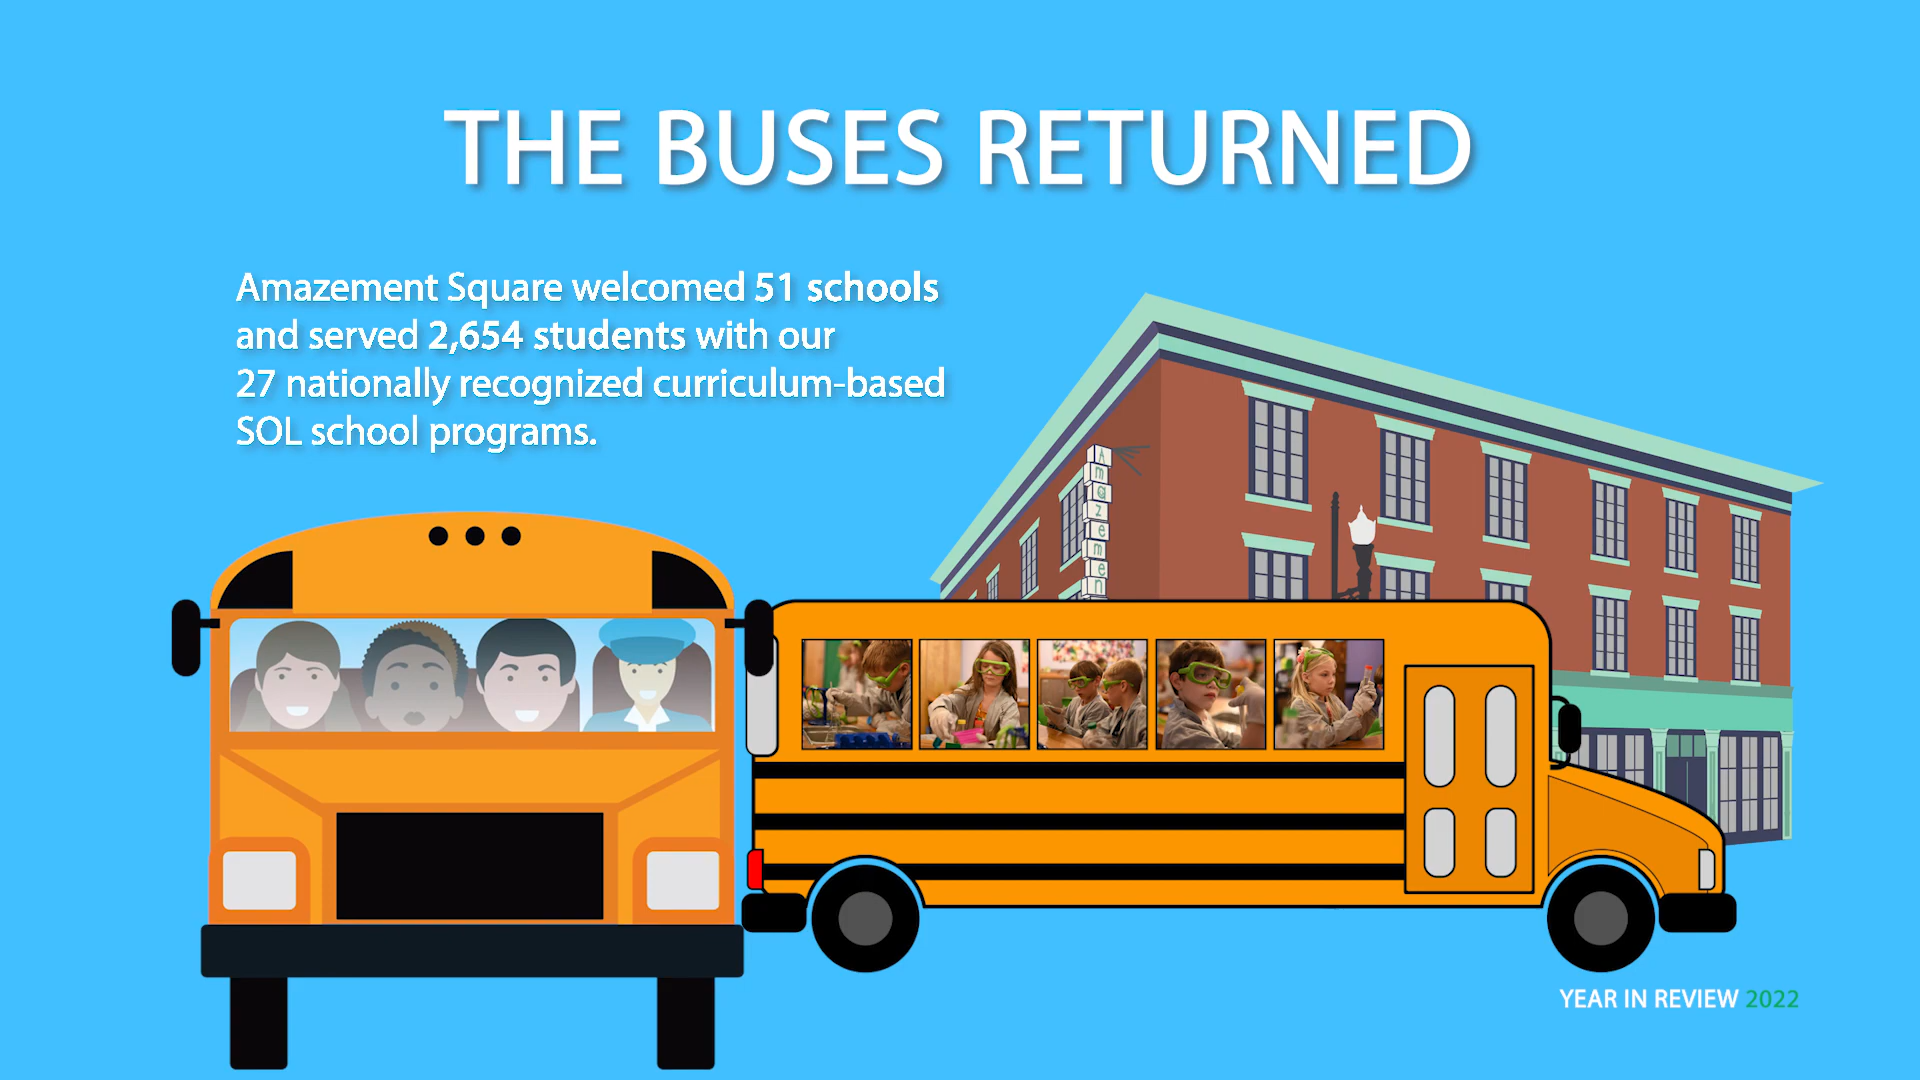 THE BUSES RETURNED
Amazement Square welcomed 51 schools
and served 2,654 students with our
27 nationally recognized curriculum-based
SOL school programs.
Amazemen
YEAR IN REVIEW 2022